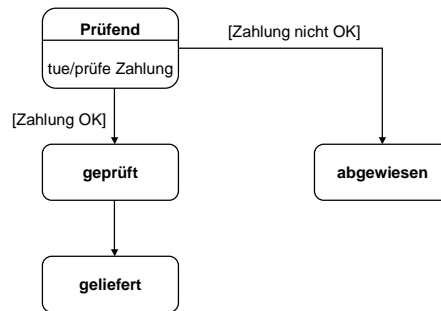 Prüfend
[Zahlung nicht OK]
tue/prüfe Zahlung
[Zahlung OK]
geprüft
abgewiesen
geliefert